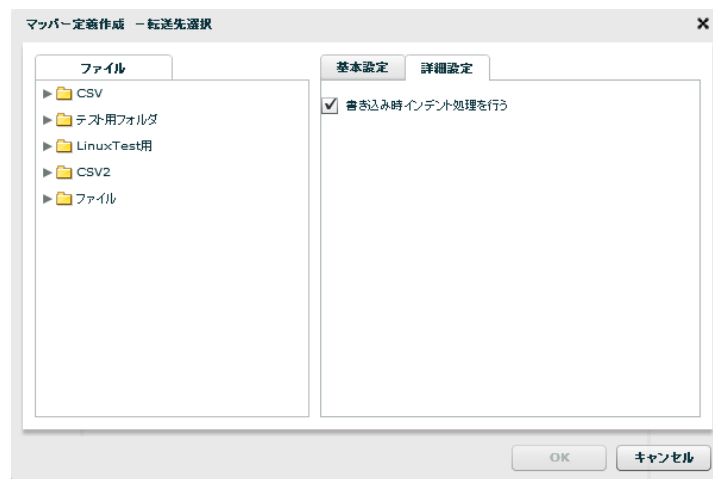 マッパー定義作成 －転送先選択
ファイル
CSV
テスト用フォルダ
LinuxTest用
CSV2
ファイル
基本設定 詳細設定
書き込み時インデント処理を行う
OK キャンセル